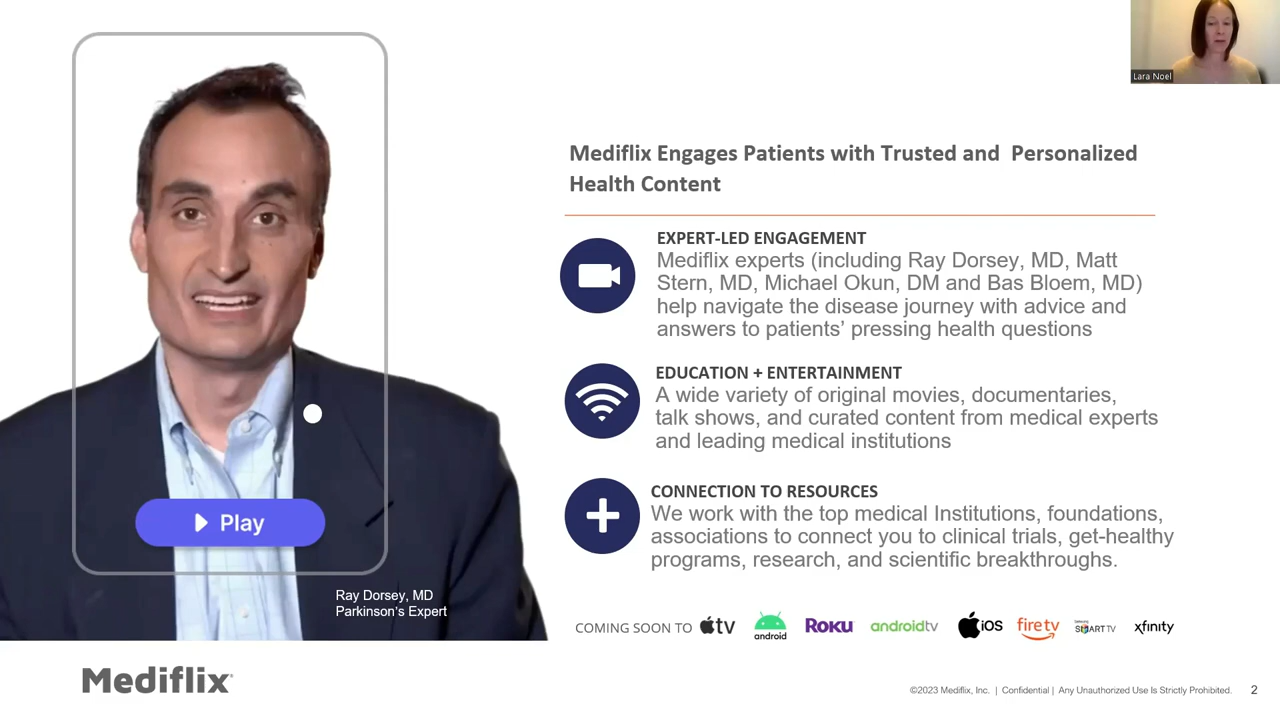 Lara Noel
Mediflix Engages Patients with Trusted and Personalized
Health Content
EXPERT-LED ENGAGEMENT
Mediflix experts (including Ray Dorsey, MD, Matt
Stern, MD, Michael Okun, DM and Bas Bloem, MD)
help navigate the disease journey with advice and
answers to patients’ pressing health questions
EDUCATION + ENTERTAINMENT
A wide variety of original movies, documentaries,
talk shows, and curated content from medical experts
and leading medical institutions
CONNECTION TO RESOURCES
We work with the top medical Institutions, foundations,
associations to connect you to clinical trials, get-healthy
programs, research, and scientific breakthroughs.
Play
Ray Dorsey, MD
Parkinson's Expert
COMING SOON TO tv android Roku androidtv iOS fire tv Samsung SMART TV xfinity
Mediflix
©2023 Mediflix, Inc. | Confidential | Any Unauthorized Use Is Strictly Prohibited. 2